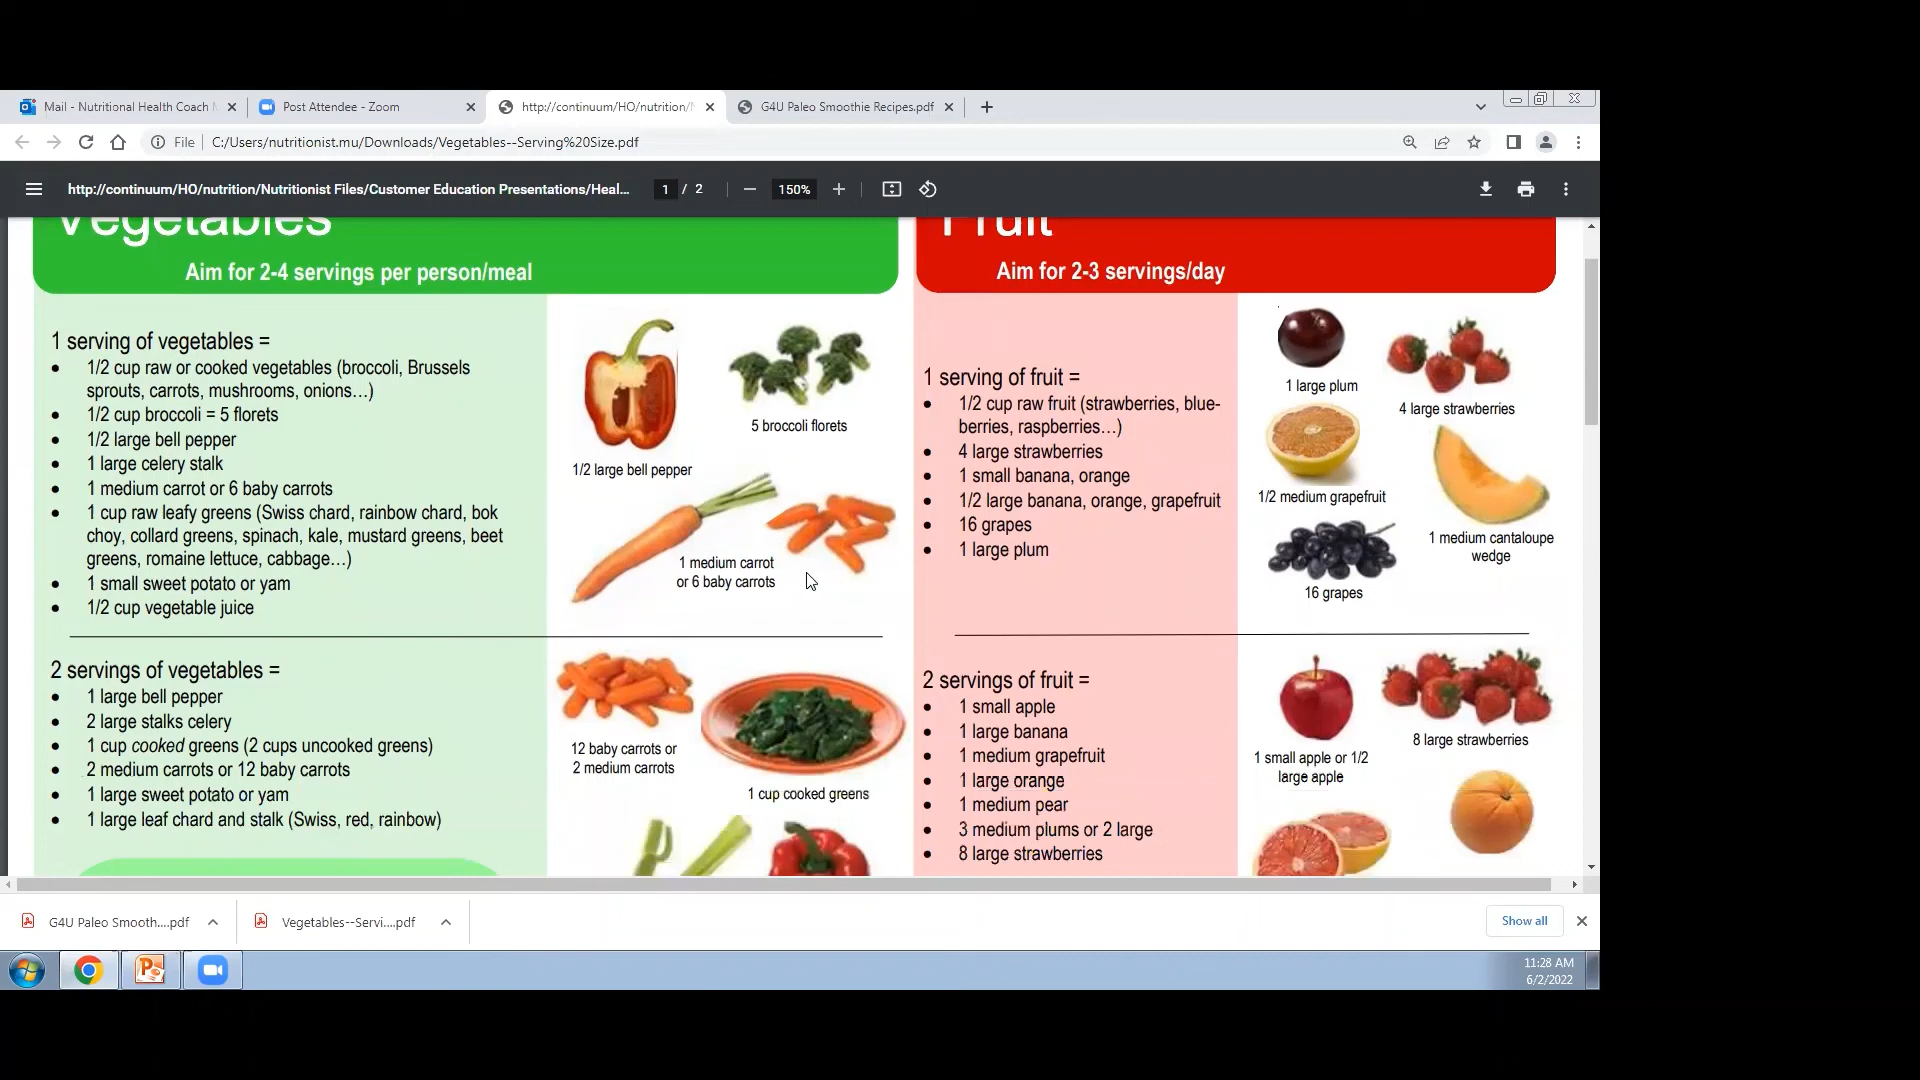 Mail - Nutritional Health Coach
Post Attendee - Zoom
http://continuum/HO/nutrition/
G4U Paleo Smoothie Recipes.pdf
File
C:/Users/nutritionist.mu/Downloads/Vegetables--Serving%20Size.pdf
http://continuum/HO/nutrition/Nutritionist Files/Customer Education Presentations/Heal...
1 / 2
150%
Vegetables
Aim for 2-4 servings per person/meal
1 serving of vegetables =
• 1/2 cup raw or cooked vegetables (broccoli, Brussels
sprouts, carrots, mushrooms, onions…)
• 1/2 cup broccoli = 5 florets
• 1/2 large bell pepper
• 1 large celery stalk
• 1 medium carrot or 6 baby carrots
• 1 cup raw leafy greens (Swiss chard, rainbow chard, bok
choy, collard greens, spinach, kale, mustard greens, beet
greens, romaine lettuce, cabbage…)
• 1 small sweet potato or yam
• 1/2 cup vegetable juice
1/2 large bell pepper
5 broccoli florets
1 medium carrot
or 6 baby carrots
2 servings of vegetables =
• 1 large bell pepper
• 2 large stalks celery
• 1 cup cooked greens (2 cups uncooked greens)
• 2 medium carrots or 12 baby carrots
• 1 large sweet potato or yam
• 1 large leaf chard and stalk (Swiss, red, rainbow)
12 baby carrots or
2 medium carrots
1 cup cooked greens
Fruit
Aim for 2-3 servings/day
1 serving of fruit =
• 1/2 cup raw fruit (strawberries, blue-
berries, raspberries…)
• 4 large strawberries
• 1 small banana, orange
• 1/2 large banana, orange, grapefruit
• 16 grapes
• 1 large plum
1 large plum
4 large strawberries
1/2 medium grapefruit
1 medium cantaloupe
wedge
16 grapes
2 servings of fruit =
• 1 small apple
• 1 large banana
• 1 medium grapefruit
• 1 large orange
• 1 medium pear
• 3 medium plums or 2 large
• 8 large strawberries
1 small apple or 1/2
large apple
8 large strawberries
G4U Paleo Smooth....pdf
Vegetables--Servi....pdf
Show all
11:28 AM
6/2/2022